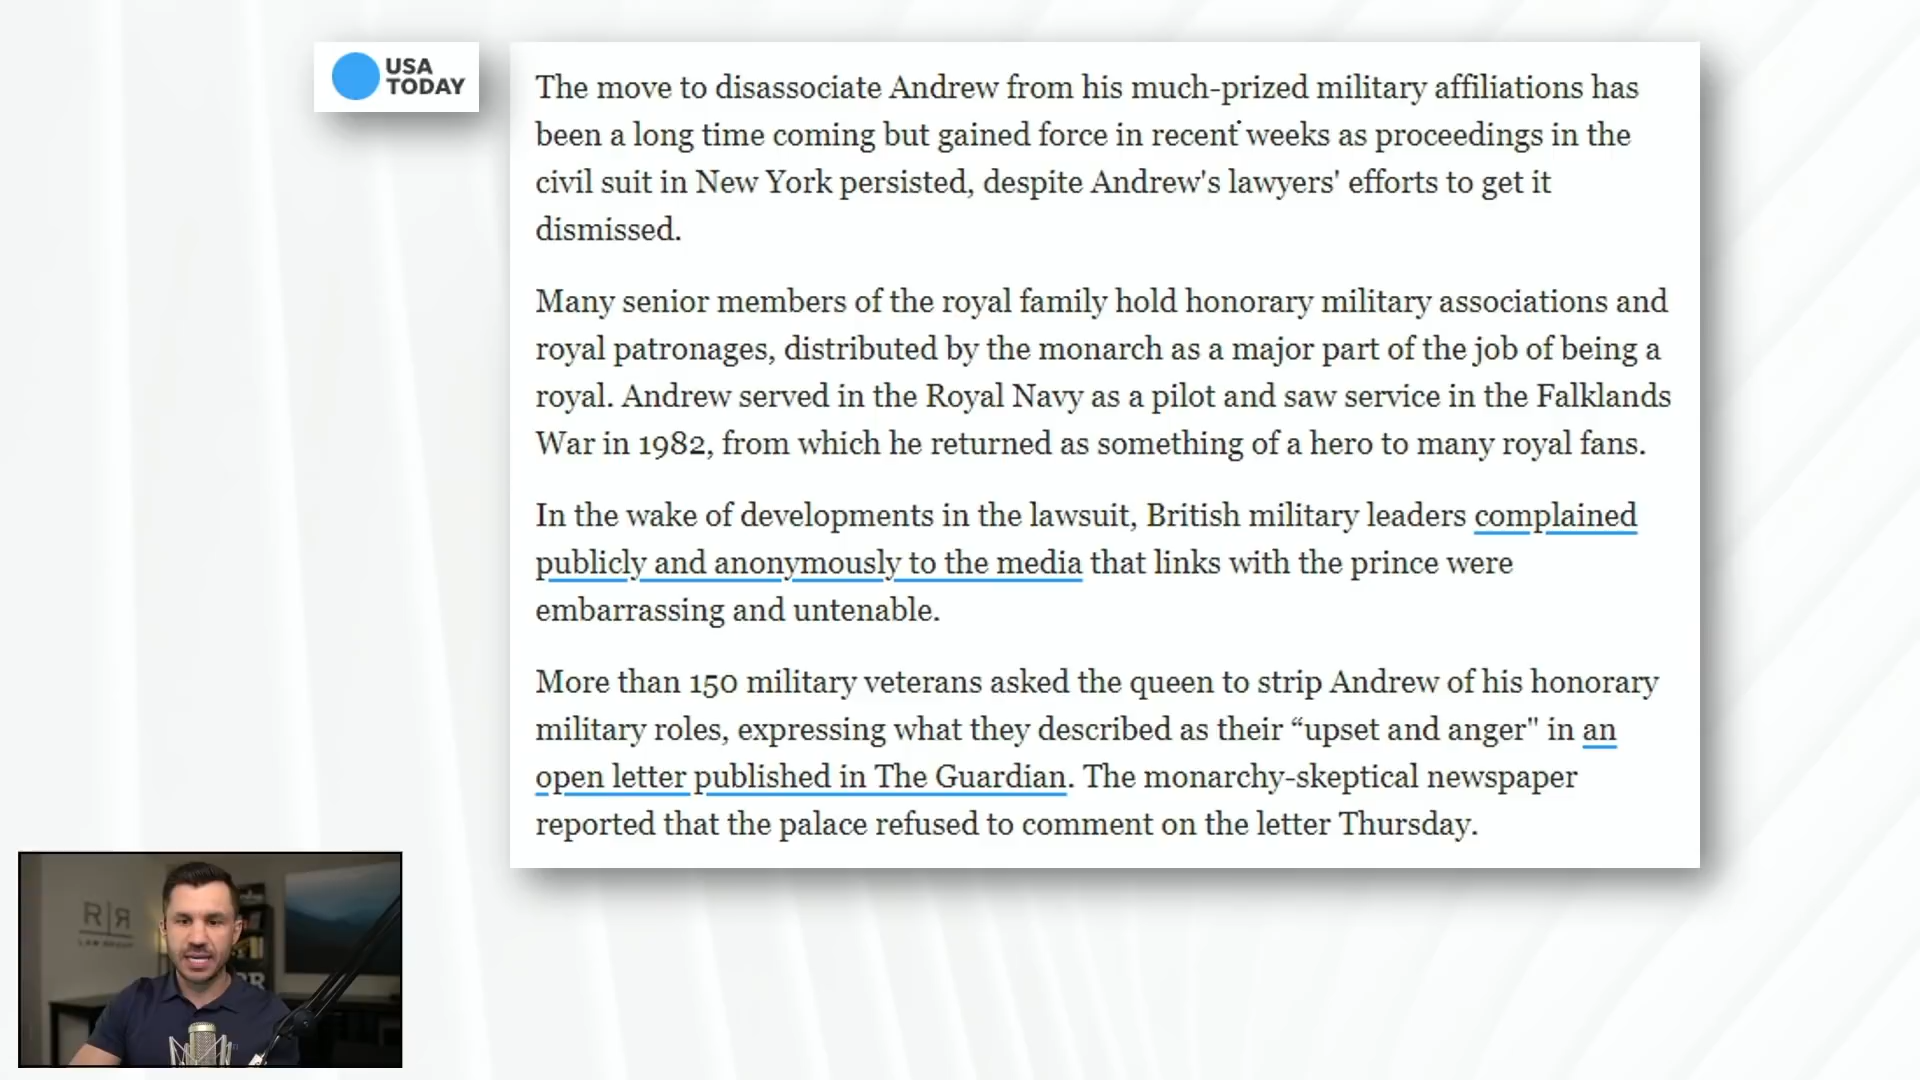 USA
TODAY
The move to disassociate Andrew from his much-prized military affiliations has
been a long time coming but gained force in recent weeks as proceedings in the
civil suit in New York persisted, despite Andrew's lawyers' efforts to get it
dismissed.
Many senior members of the royal family hold honorary military associations and
royal patronages, distributed by the monarch as a major part of the job of being a
royal. Andrew served in the Royal Navy as a pilot and saw service in the Falklands
War in 1982, from which he returned as something of a hero to many royal fans.
In the wake of developments in the lawsuit, British military leaders complained
publicly and anonymously to the media that links with the prince were
embarrassing and untenable.
More than 150 military veterans asked the queen to strip Andrew of his honorary
military roles, expressing what they described as their “upset and anger" in an
open letter published in The Guardian. The monarchy-skeptical newspaper
reported that the palace refused to comment on the letter Thursday.
R|R
LAW GROUP